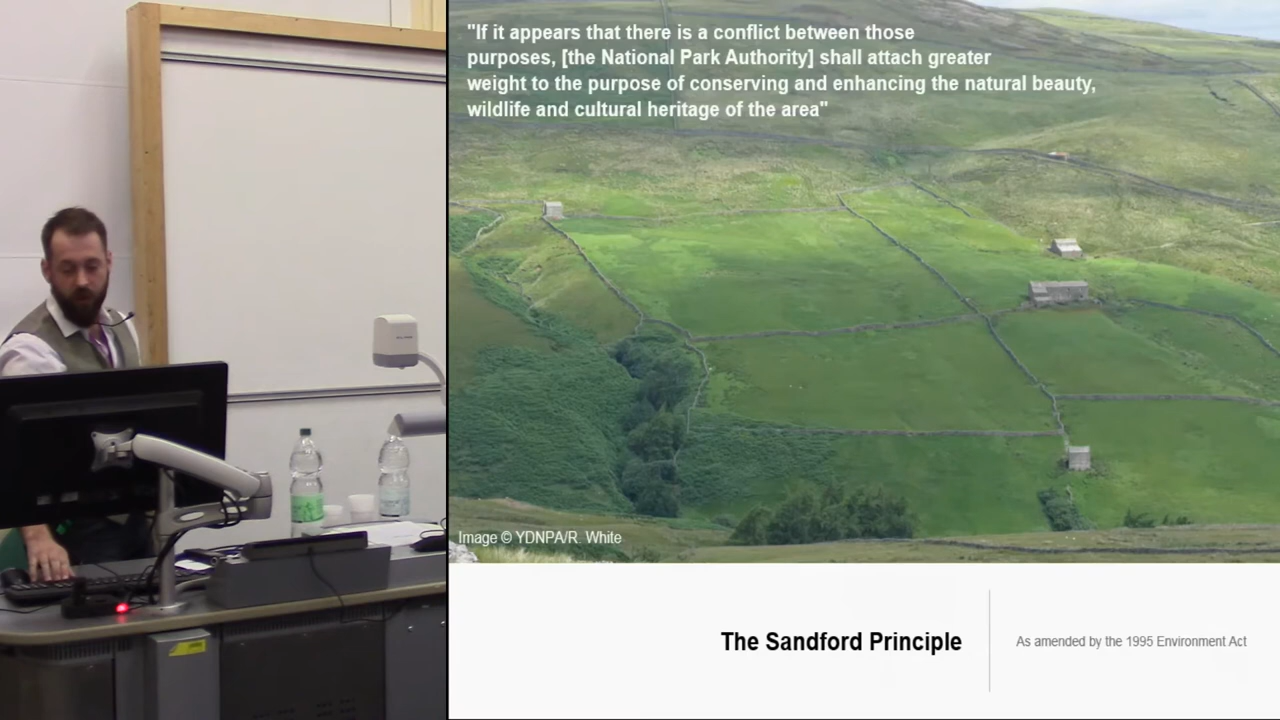 "If it appears that there is a conflict between those
purposes, [the National Park Authority] shall attach greater
weight to the purpose of conserving and enhancing the natural beauty,
wildlife and cultural heritage of the area"
Image © YDNPA/R. White
The Sandford Principle
As amended by the 1995 Environment Act